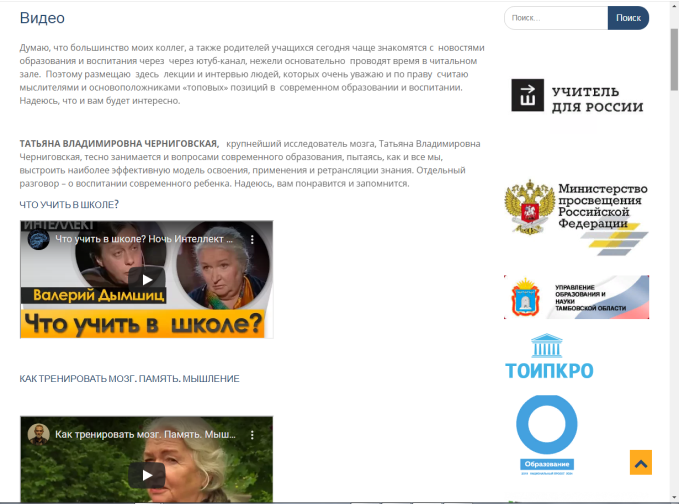 Видео
Поиск...
Поиск
Думаю, что большинство моих коллег, а также родителей учащихся сегодня чаще знакомятся с новостями
образования и воспитания через через ютуб-канал, нежели основательно проводят время в читальном
зале. Поэтому размещаю здесь лекции и интервью людей, которых очень уважаю и по праву считаю
мыслителями и основоположниками «топовых» позиций в современном образовании и воспитании.
Надеюсь, что и вам будет интересно.
ТАТЬЯНА ВЛАДИМИРОВНА ЧЕРНИГОВСКАЯ, крупнейший исследователь мозга, Татьяна Владимировна
Черниговская, тесно занимается и вопросами современного образования, пытаясь, как и все мы,
выстроить наиболее эффективную модель освоения, применения и ретрансляции знания. Отдельный
разговор – о воспитании современного ребенка. Надеюсь, вам понравится и запомнится.
ЧТО УЧИТЬ В ШКОЛЕ?
ИНТЕЛЛЕКТ
Что учить в школе? Ночь Интеллект ...
Валерий Дымшиц
Что учить в школе?
КАК ТРЕНИРОВАТЬ МОЗГ. ПАМЯТЬ. МЫШЛЕНИЕ
Как тренировать мозг. Память. Мыш...
УЧИТЕЛЬ
ДЛЯ РОССИИ
Министерство
просвещения
Российской
Федерации
УПРАВЛЕНИЕ
ОБРАЗОВАНИЯ И
НАУКИ
ТАМБОВСКОЙ ОБЛАСТИ
ТОИПКРО
Образование